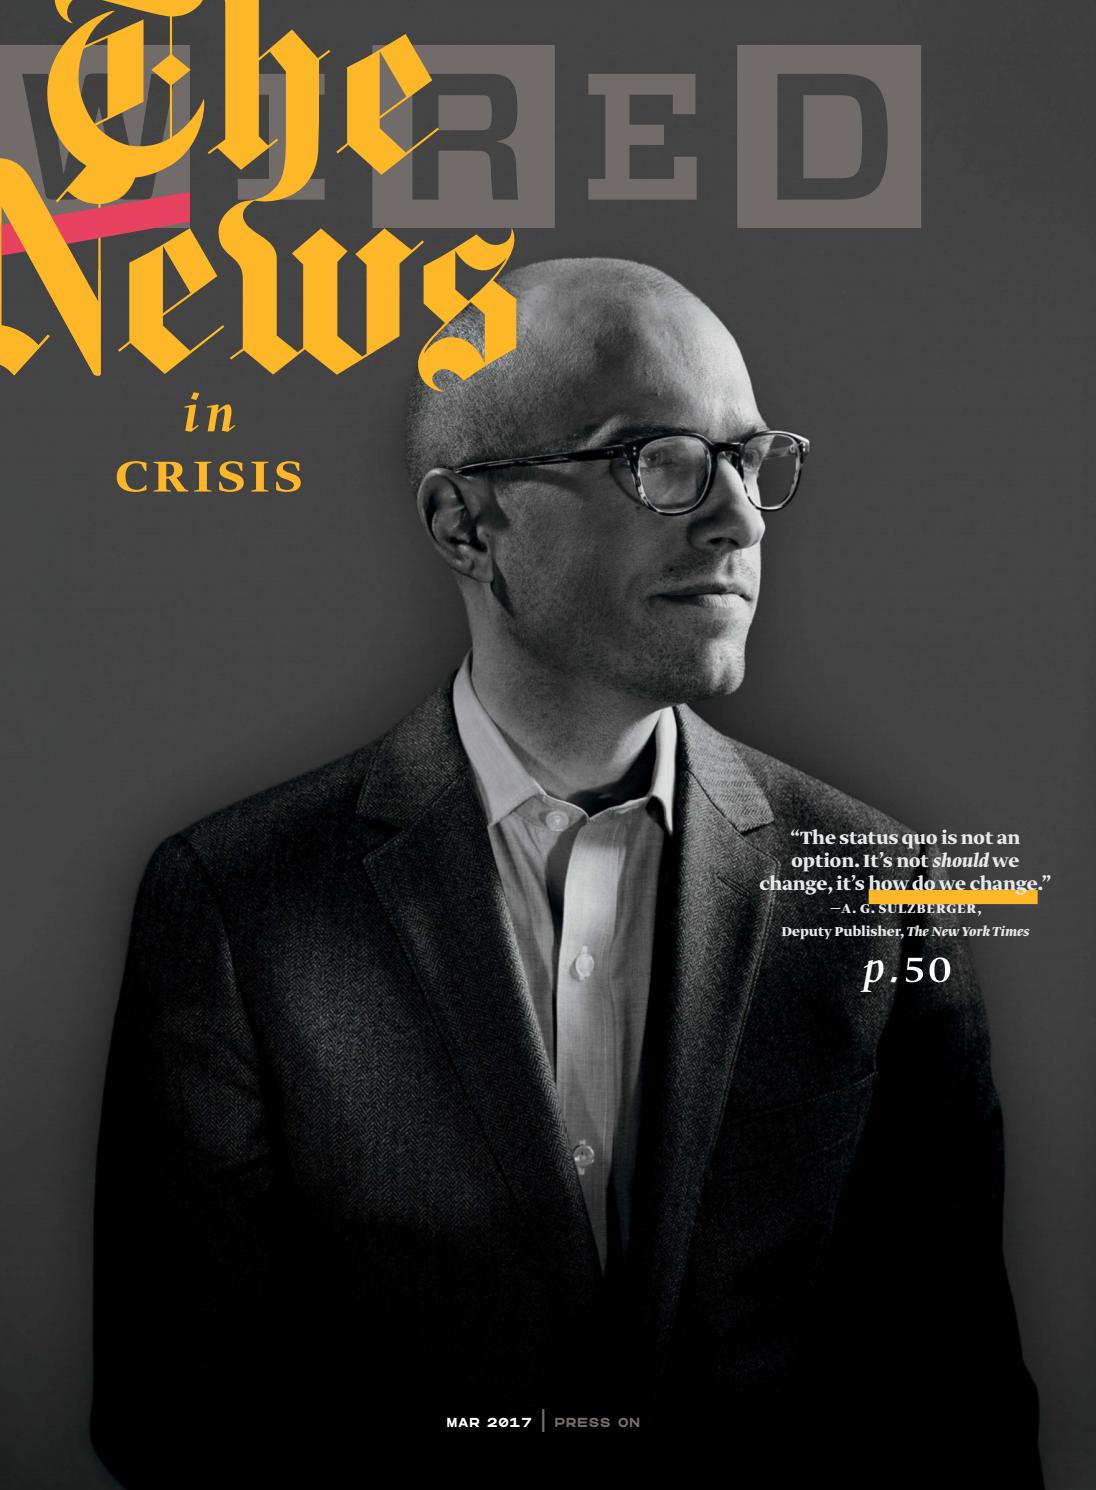 WIRED
The
News
in
CRISIS
“The status quo is not an
option. It’s not should we
change, it’s how do we change.”
—A. G. SULZBERGER,
Deputy Publisher, The New York Times
p.50
MAR 2017 | PRESS ON